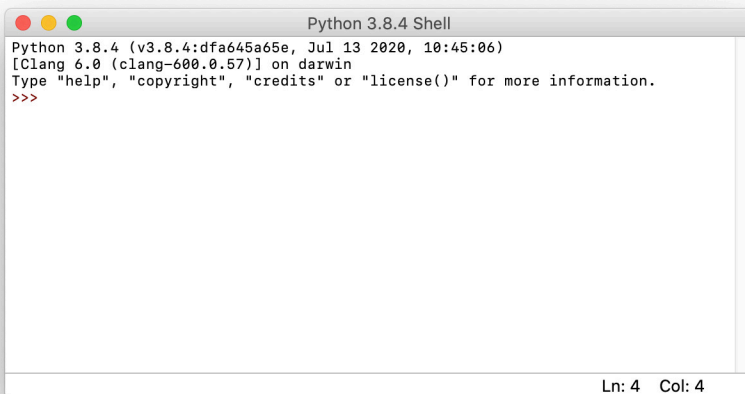 Python 3.8.4 Shell
Python 3.8.4 (v3.8.4:dfa645a65e, Jul 13 2020, 10:45:06)
[Clang 6.0 (clang-600.0.57)] on darwin
Type "help", "copyright", "credits" or "license()" for more information.
>>>
Ln: 4 Col: 4